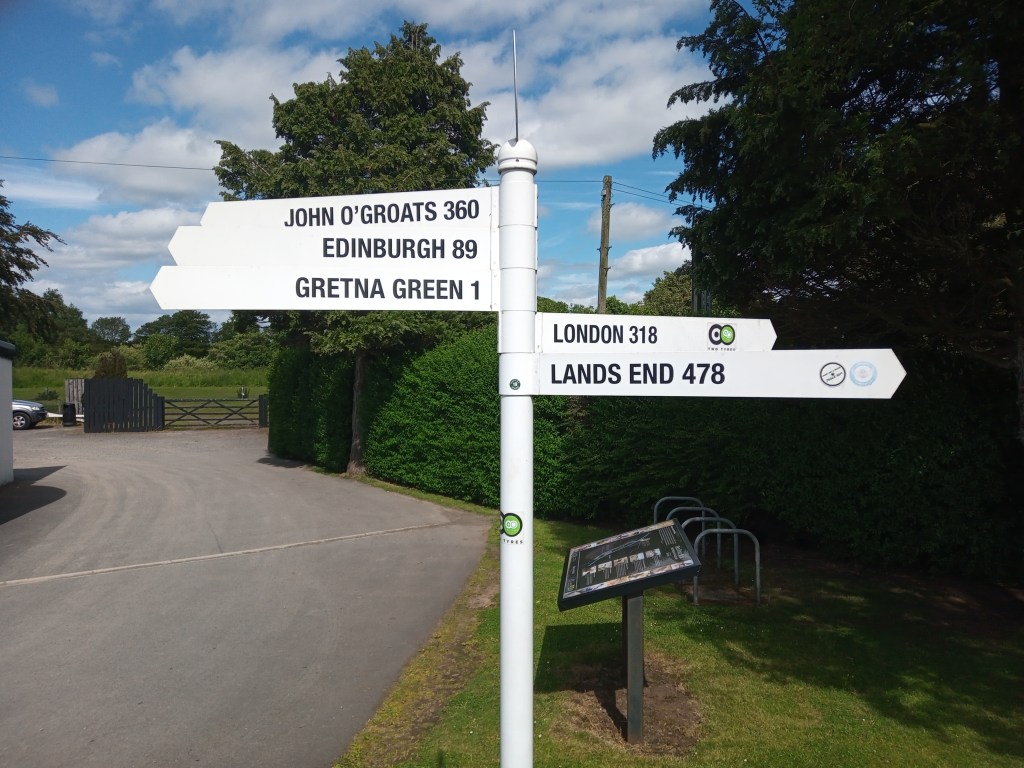 JOHN O'GROATS 360
EDINBURGH 89
GRETNA GREEN 1
LONDON 318
LANDS END 478